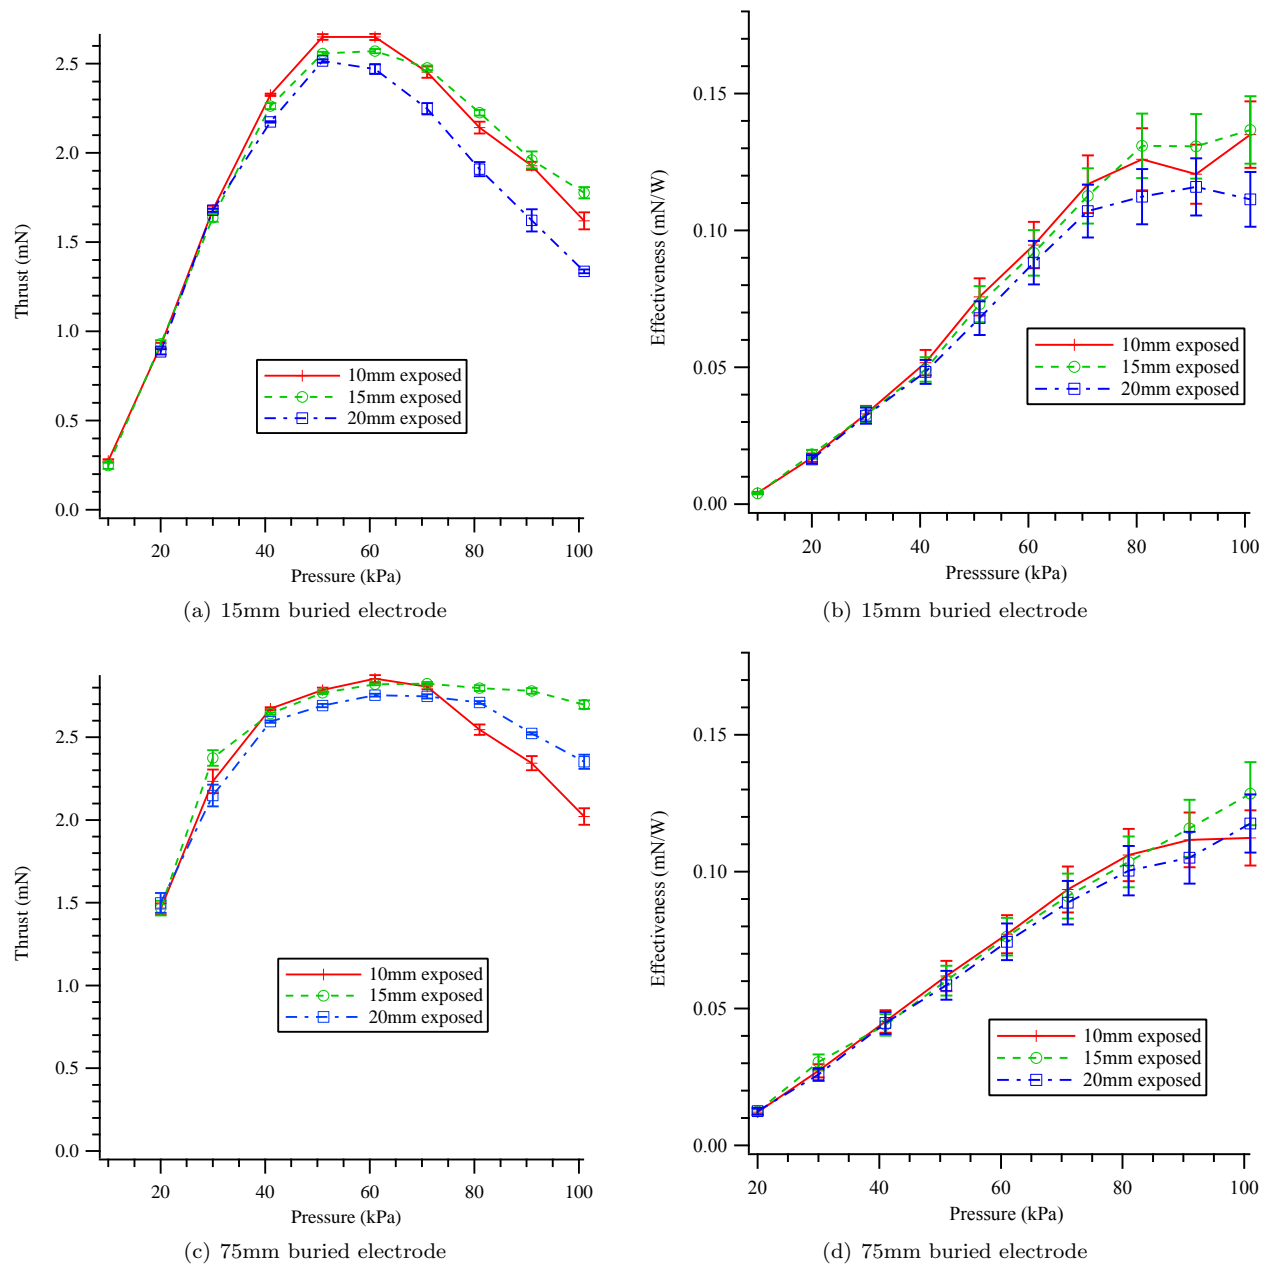 2.5
2.0
1.5
1.0
0.5
0.0
Thrust (mN)
20 40 60 80 100
Pressure (kPa)
10mm exposed
15mm exposed
20mm exposed
(a) 15mm buried electrode
0.15
0.10
0.05
0.00
Effectiveness (mN/W)
20 40 60 80 100
Presssure (kPa)
10mm exposed
15mm exposed
20mm exposed
(b) 15mm buried electrode
2.5
2.0
1.5
1.0
0.5
0.0
Thrust (mN)
20 40 60 80 100
Pressure (kPa)
10mm exposed
15mm exposed
20mm exposed
(c) 75mm buried electrode
0.15
0.10
0.05
0.00
Effectiveness (mN/W)
20 40 60 80 100
Pressure (kPa)
10mm exposed
15mm exposed
20mm exposed
(d) 75mm buried electrode